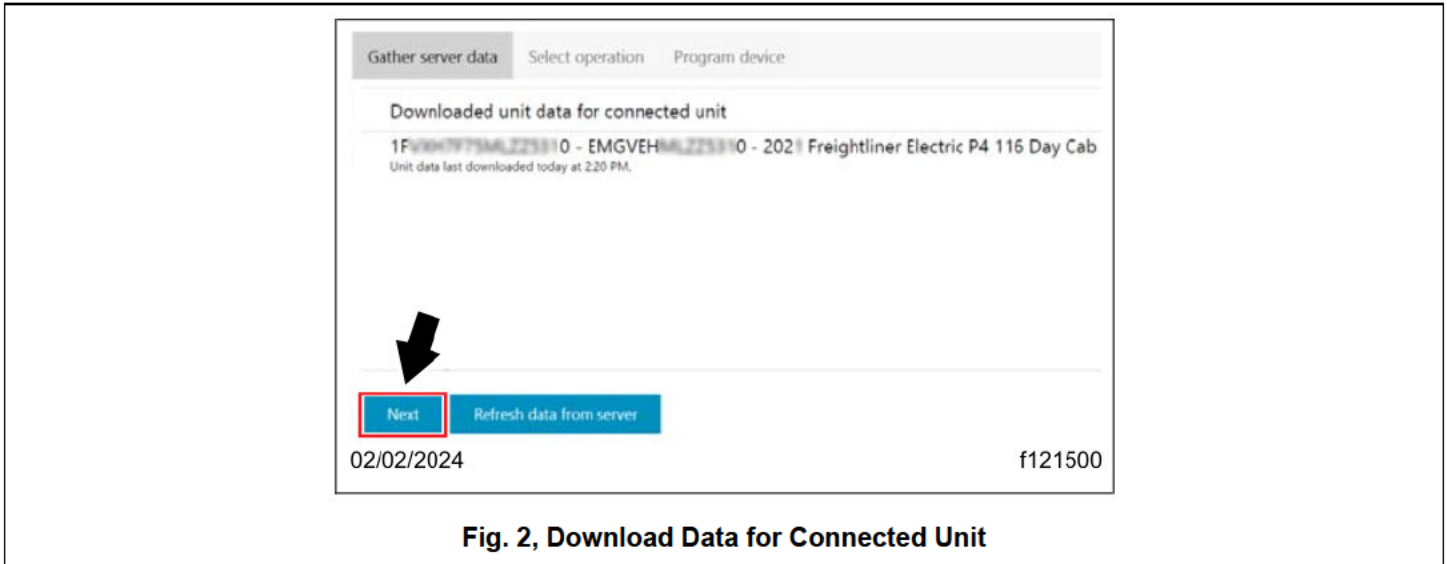 Gather server data Select operation Program device
Downloaded unit data for connected unit
0 - EMGVEH 0 - 202 Freightliner Electric P4 116 Day Cab
Unit data last downloaded today at 2:20 PM.
Next Refresh data from server
02/02/2024 f121500
Fig. 2, Download Data for Connected Unit